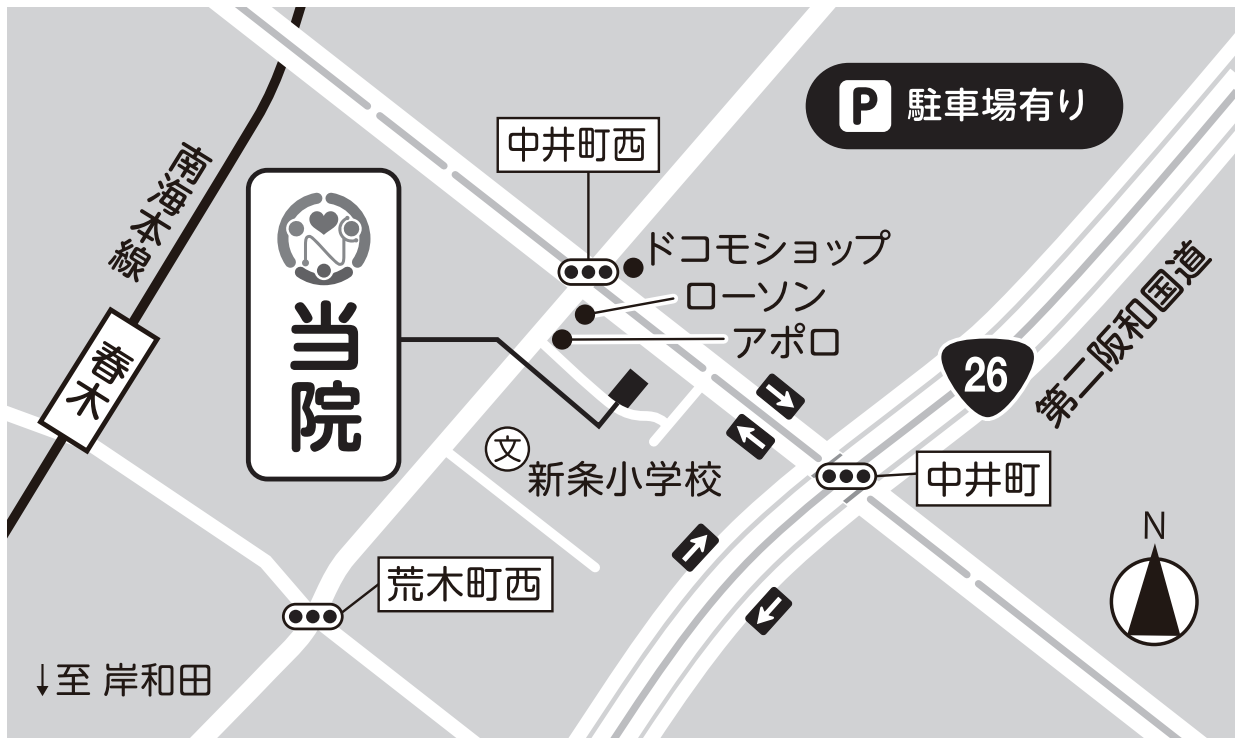 P 駐車場有り
中井町西
南海本線
ドコモショップ
ローソン
アポロ
当院
春木
26
第二阪和国道
文
新条小学校
中井町
N
荒木町西
↓至 岸和田